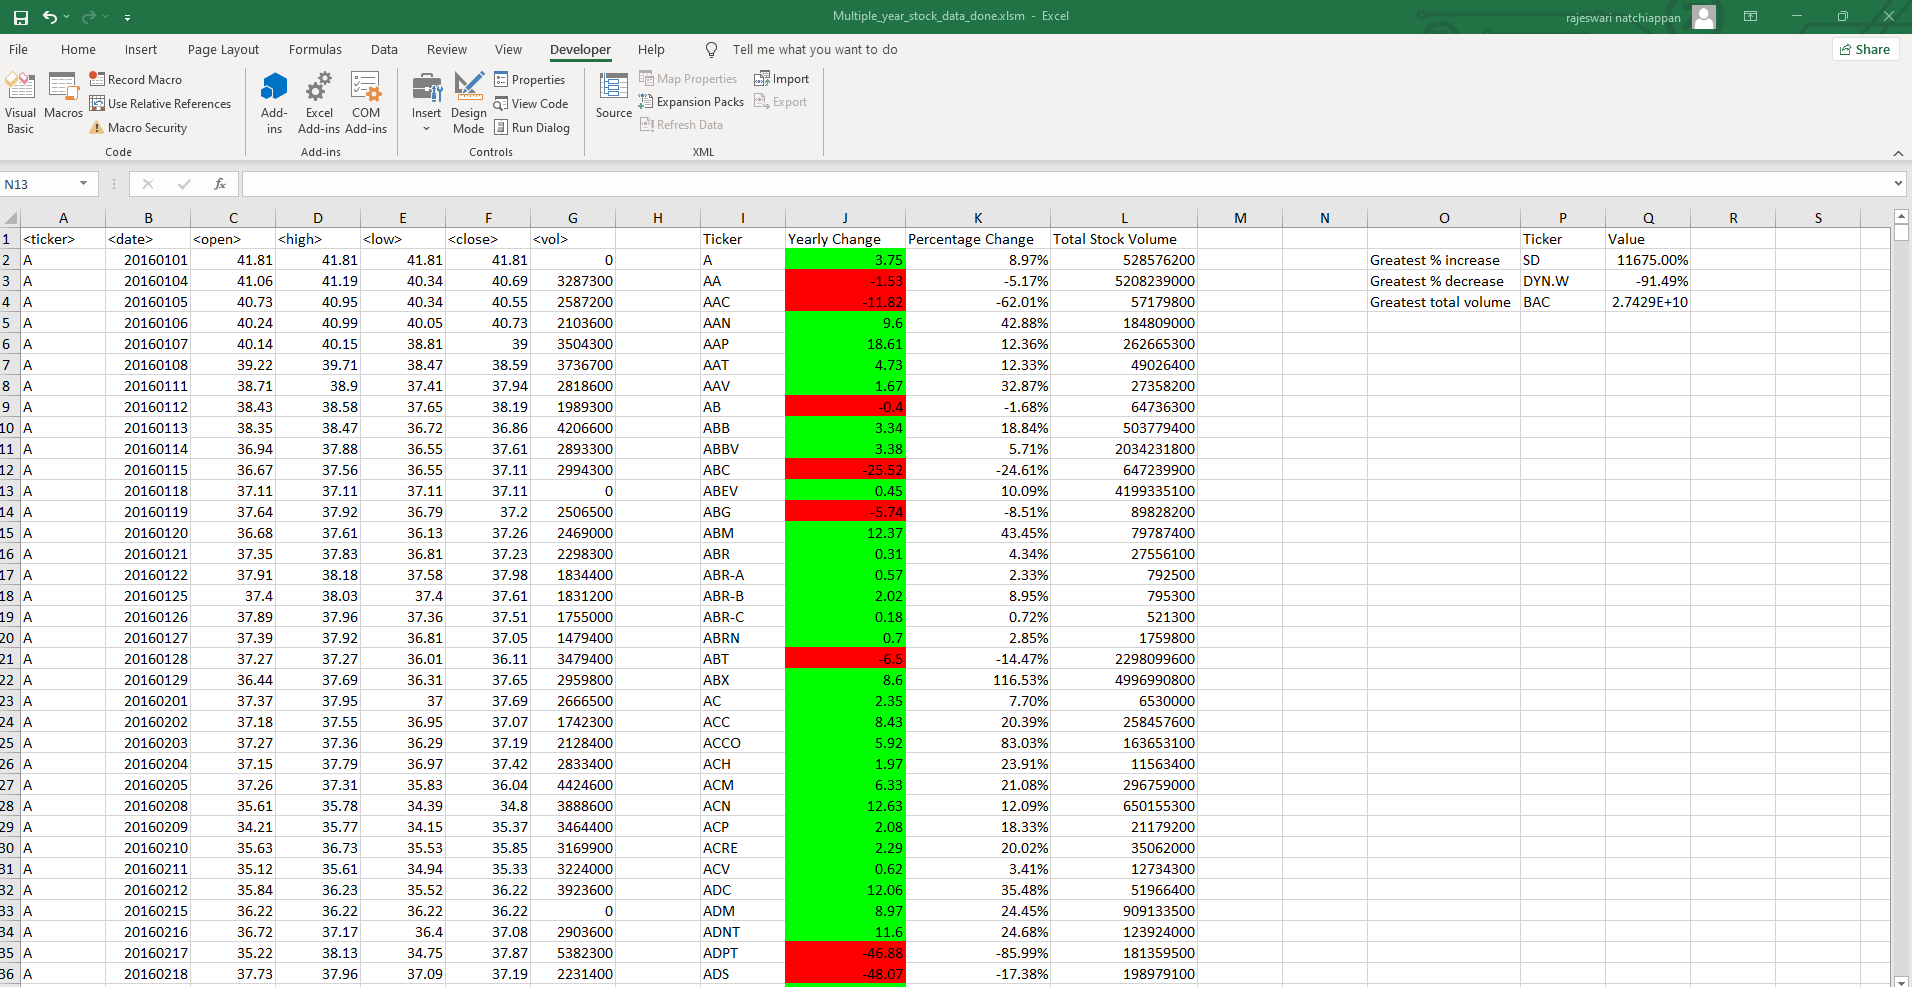 Multiple_year_stock_data_done.xlsm - Excel
rajeswari natchiappan
File Home Insert Page Layout Formulas Data Review View Developer Help Tell me what you want to do
Share
Visual Basic
Macros
Record Macro
Use Relative References
Macro Security
Code
Add-ins
Excel Add-ins
COM Add-ins
Add-ins
Insert
Design Mode
Properties
View Code
Run Dialog
Controls
Source
Map Properties
Expansion Packs
Refresh Data
Import
Export
XML
N13
fx
A B C D E F G H I J K L M N O P Q R S
1 <ticker> <date> <open> <high> <low> <close> <vol> Ticker Yearly Change Percentage Change Total Stock Volume Ticker Value
2 A 20160101 41.81 41.81 41.81 41.81 0 A 3.75 8.97% 528576200 Greatest % increase SD 11675.00%
3 A 20160104 41.06 41.19 40.34 40.69 3287300 AA -1.53 -5.17% 5208239000 Greatest % decrease DYN.W -91.49%
4 A 20160105 40.73 40.95 40.34 40.55 2587200 AAC -11.82 -62.01% 57179800 Greatest total volume BAC 2.7429E+10
5 A 20160106 40.24 40.99 40.05 40.73 2103600 AAN 9.6 42.88% 184809000
6 A 20160107 40.14 40.15 38.81 39 3504300 AAP 18.61 12.36% 262665300
7 A 20160108 39.22 39.71 38.47 38.59 3736700 AAT 4.73 12.33% 49026400
8 A 20160111 38.71 38.9 37.41 37.94 2818600 AAV 1.67 32.87% 27358200
9 A 20160112 38.43 38.58 37.65 38.19 1989300 AB -0.4 -1.68% 64736300
10 A 20160113 38.35 38.47 36.72 36.86 4206600 ABB 3.34 18.84% 503779400
11 A 20160114 36.94 37.88 36.55 37.61 2893300 ABBV 3.38 5.71% 2034231800
12 A 20160115 36.67 37.56 36.55 37.11 2994300 ABC -25.52 -24.61% 647239900
13 A 20160118 37.11 37.11 37.11 37.11 0 ABEV 0.45 10.09% 4199335100
14 A 20160119 37.64 37.92 36.79 37.2 2506500 ABG -5.74 -8.51% 89828200
15 A 20160120 36.68 37.61 36.13 37.26 2469000 ABM 12.37 43.45% 79787400
16 A 20160121 37.35 37.83 36.81 37.23 2298300 ABR 0.31 4.34% 27556100
17 A 20160122 37.91 38.18 37.58 37.98 1834400 ABR-A 0.57 2.33% 792500
18 A 20160125 37.4 38.03 37.4 37.61 1831200 ABR-B 2.02 8.95% 795300
19 A 20160126 37.89 37.96 37.36 37.51 1755000 ABR-C 0.18 0.72% 521300
20 A 20160127 37.39 37.92 36.81 37.05 1479400 ABRN 0.7 2.85% 1759800
21 A 20160128 37.27 37.27 36.01 36.11 3479400 ABT -6.5 -14.47% 2298099600
22 A 20160129 36.44 37.69 36.31 37.65 2959800 ABX 8.6 116.53% 4996990800
23 A 20160201 37.37 37.95 37 37.69 2666500 AC 2.35 7.70% 6530000
24 A 20160202 37.18 37.55 36.95 37.07 1742300 ACC 8.43 20.39% 258457600
25 A 20160203 37.27 37.36 36.29 37.19 2128400 ACCO 5.92 83.03% 163653100
26 A 20160204 37.15 37.79 36.97 37.42 2833400 ACH 1.97 23.91% 11563400
27 A 20160205 37.26 37.31 35.83 36.04 4424600 ACM 6.33 21.08% 296759000
28 A 20160208 35.61 35.78 34.39 34.8 3888600 ACN 12.63 12.09% 650155300
29 A 20160209 34.21 35.77 34.15 35.37 3464400 ACP 2.08 18.33% 21179200
30 A 20160210 35.63 36.73 35.53 35.85 3169900 ACRE 2.29 20.02% 35062000
31 A 20160211 35.12 35.61 34.94 35.33 3224000 ACV 0.62 3.41% 12734300
32 A 20160212 35.84 36.23 35.52 36.22 3923600 ADC 12.06 35.48% 51966400
33 A 20160215 36.22 36.22 36.22 36.22 0 ADM 8.97 24.45% 909133500
34 A 20160216 36.72 37.17 36.4 37.08 2903600 ADNT 11.6 24.68% 123924000
35 A 20160217 35.22 38.13 34.75 37.87 5382300 ADPT -46.88 -85.99% 181359500
36 A 20160218 37.73 37.96 37.09 37.19 2231400 ADS -48.07 -17.38% 198979100